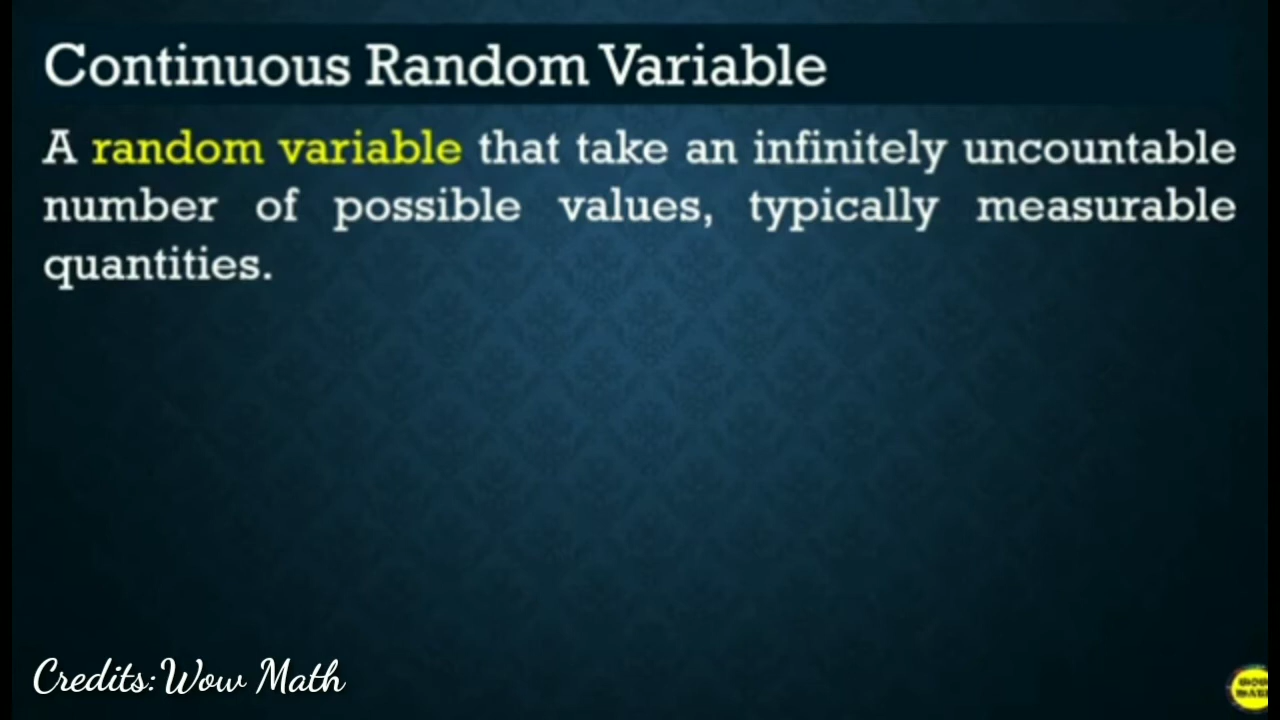 Continuous Random Variable
A random variable that take an infinitely uncountable
number of possible values, typically measurable
quantities.
Credits: Wow Math